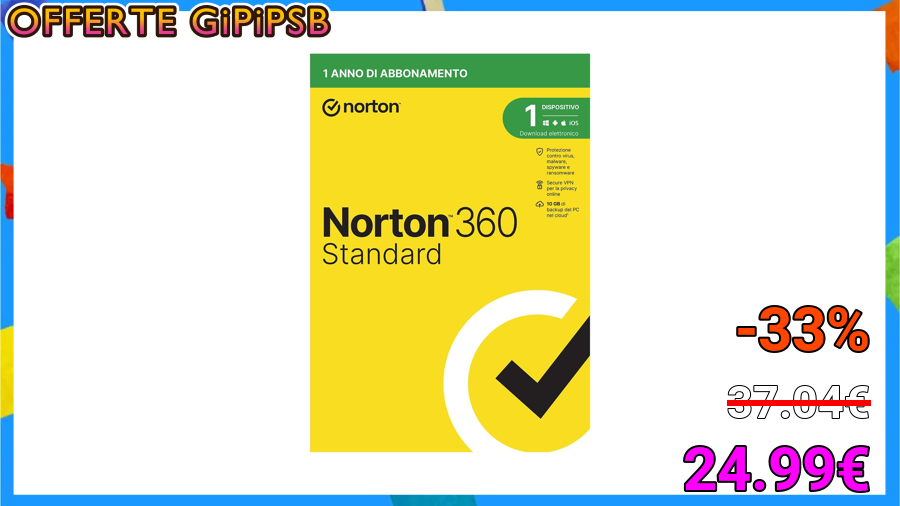 OFFERTE GiPiPSB
1 ANNO DI ABBONAMENTO
norton
1 DISPOSITIVO
iOS
Download elettronico
Protezione
contro virus,
malware,
spyware e
ransomware
Secure VPN
per la privacy
online
10 GB di
backup del PC
nel cloud
Norton™ 360
Standard
-33%
37.04€
24.99€